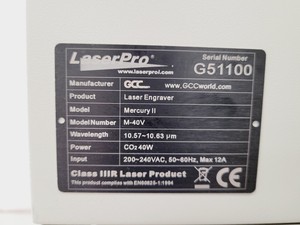 LaserPro Serial Number
www.laserproi.com G51100
Manufacturer GCC www.GCCworld.com
Product Laser Engraver
Model Mercury II
Model Number M-40V
Wavelength 10.57~10.63 μm
Power CO2 40W
Input 200~240VAC, 50~60Hz, Max 12A
Class IIIR Laser Product
This product complies with EN60825-1:1994